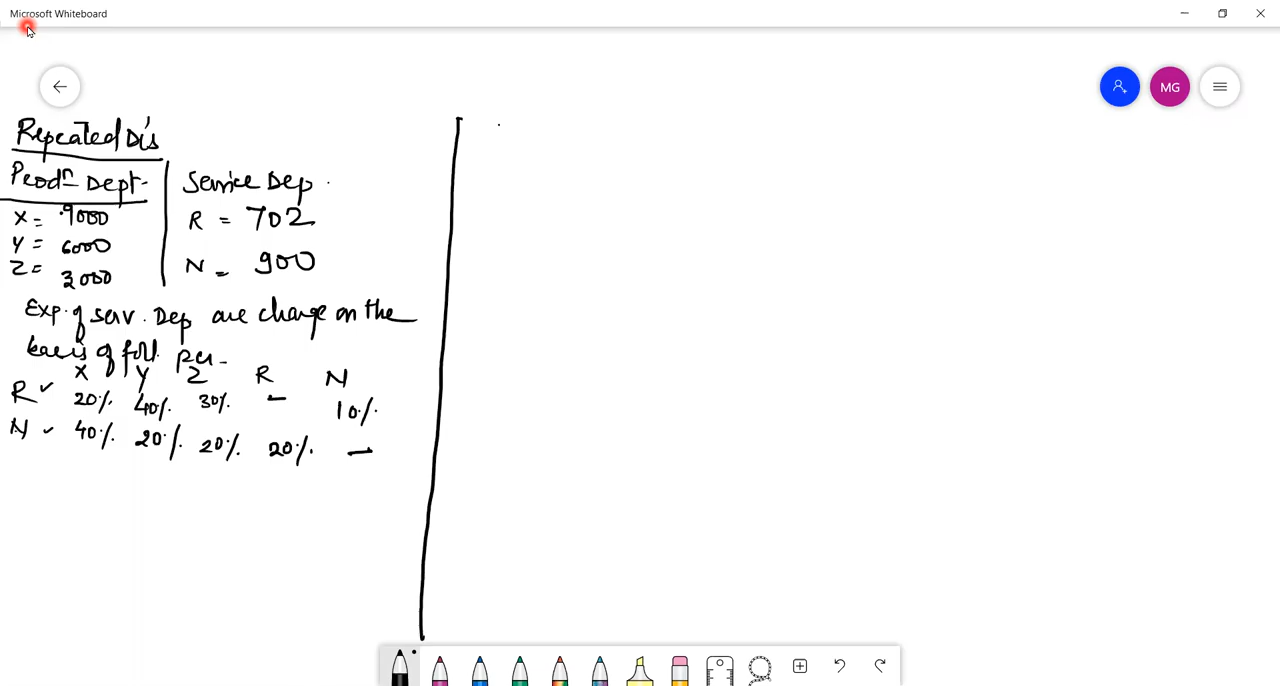 Microsoft Whiteboard
MG
Repeated Dis
Prodn Dept- Service Dep.
X = 9000 R = 702
Y = 6000
Z = 3000 N = 900
Exp. of serv. Dep are charge on the
basis of foll. per-
X Y Z R N
R ✓ 20% 40% 30% - 10%
N ✓ 40% 20% 20% 20% -